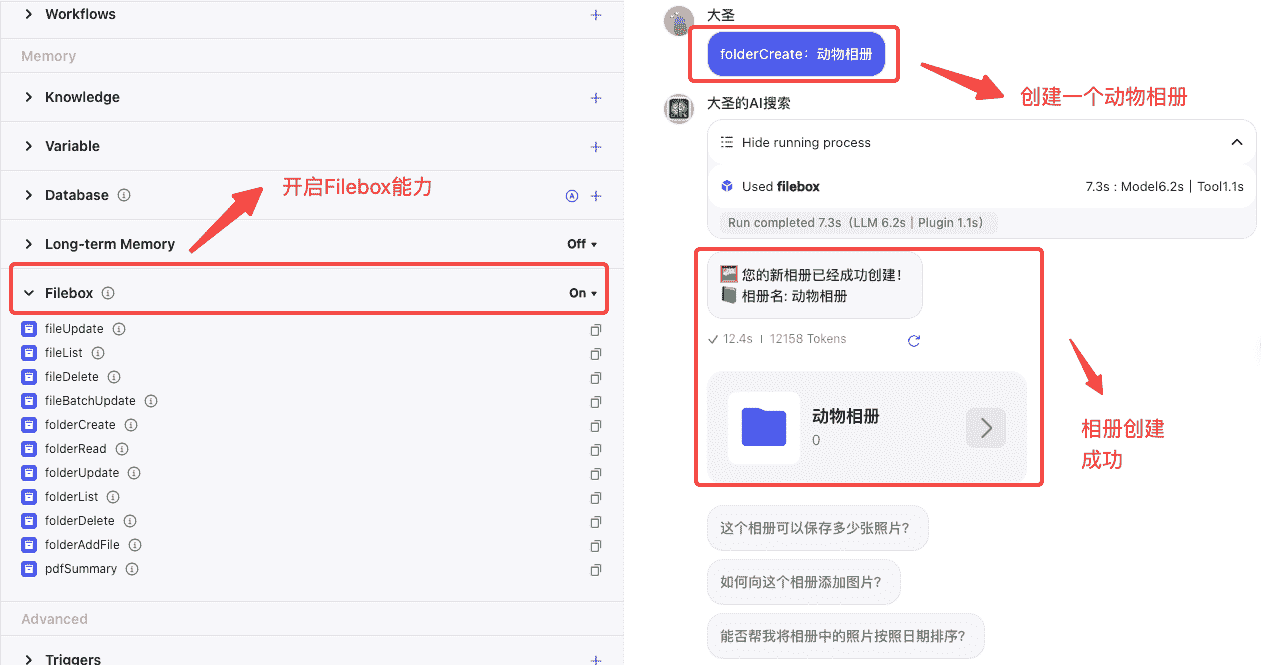 Workflows
Memory
Knowledge
Variable
Database
Long-term Memory
Off
Filebox
On
fileUpdate
fileList
fileDelete
fileBatchUpdate
folderCreate
folderRead
folderUpdate
folderList
folderDelete
folderAddFile
pdfSummary
Advanced
Triggers
开启Filebox能力
大圣
folderCreate：动物相册
创建一个动物相册
大圣的AI搜索
Hide running process
Used filebox
7.3s : Model6.2s | Tool1.1s
Run completed 7.3s (LLM 6.2s | Plugin 1.1s)
您的新相册已经成功创建！
相册名: 动物相册
12.4s | 12158 Tokens
动物相册
0
相册创建
成功
这个相册可以保存多少张照片？
如何向这个相册添加图片？
能否帮我将相册中的照片按照日期排序？